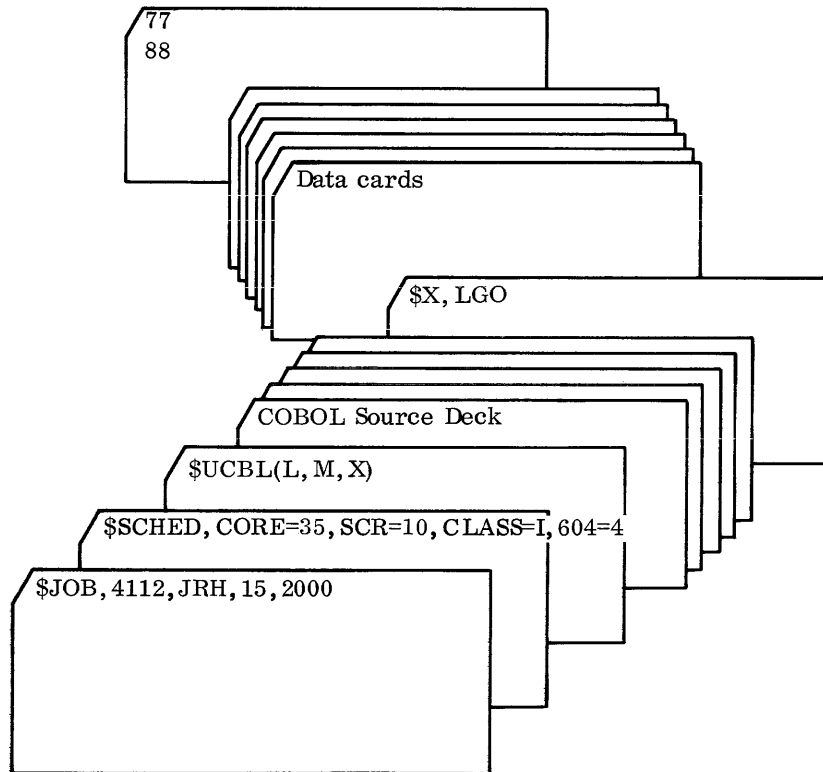 77
88
Data cards
$X, LGO
COBOL Source Deck
$UCBL(L, M, X)
$SCHED, CORE=35, SCR=10, CLASS=I, 604=4
$JOB, 4112, JRH, 15, 2000